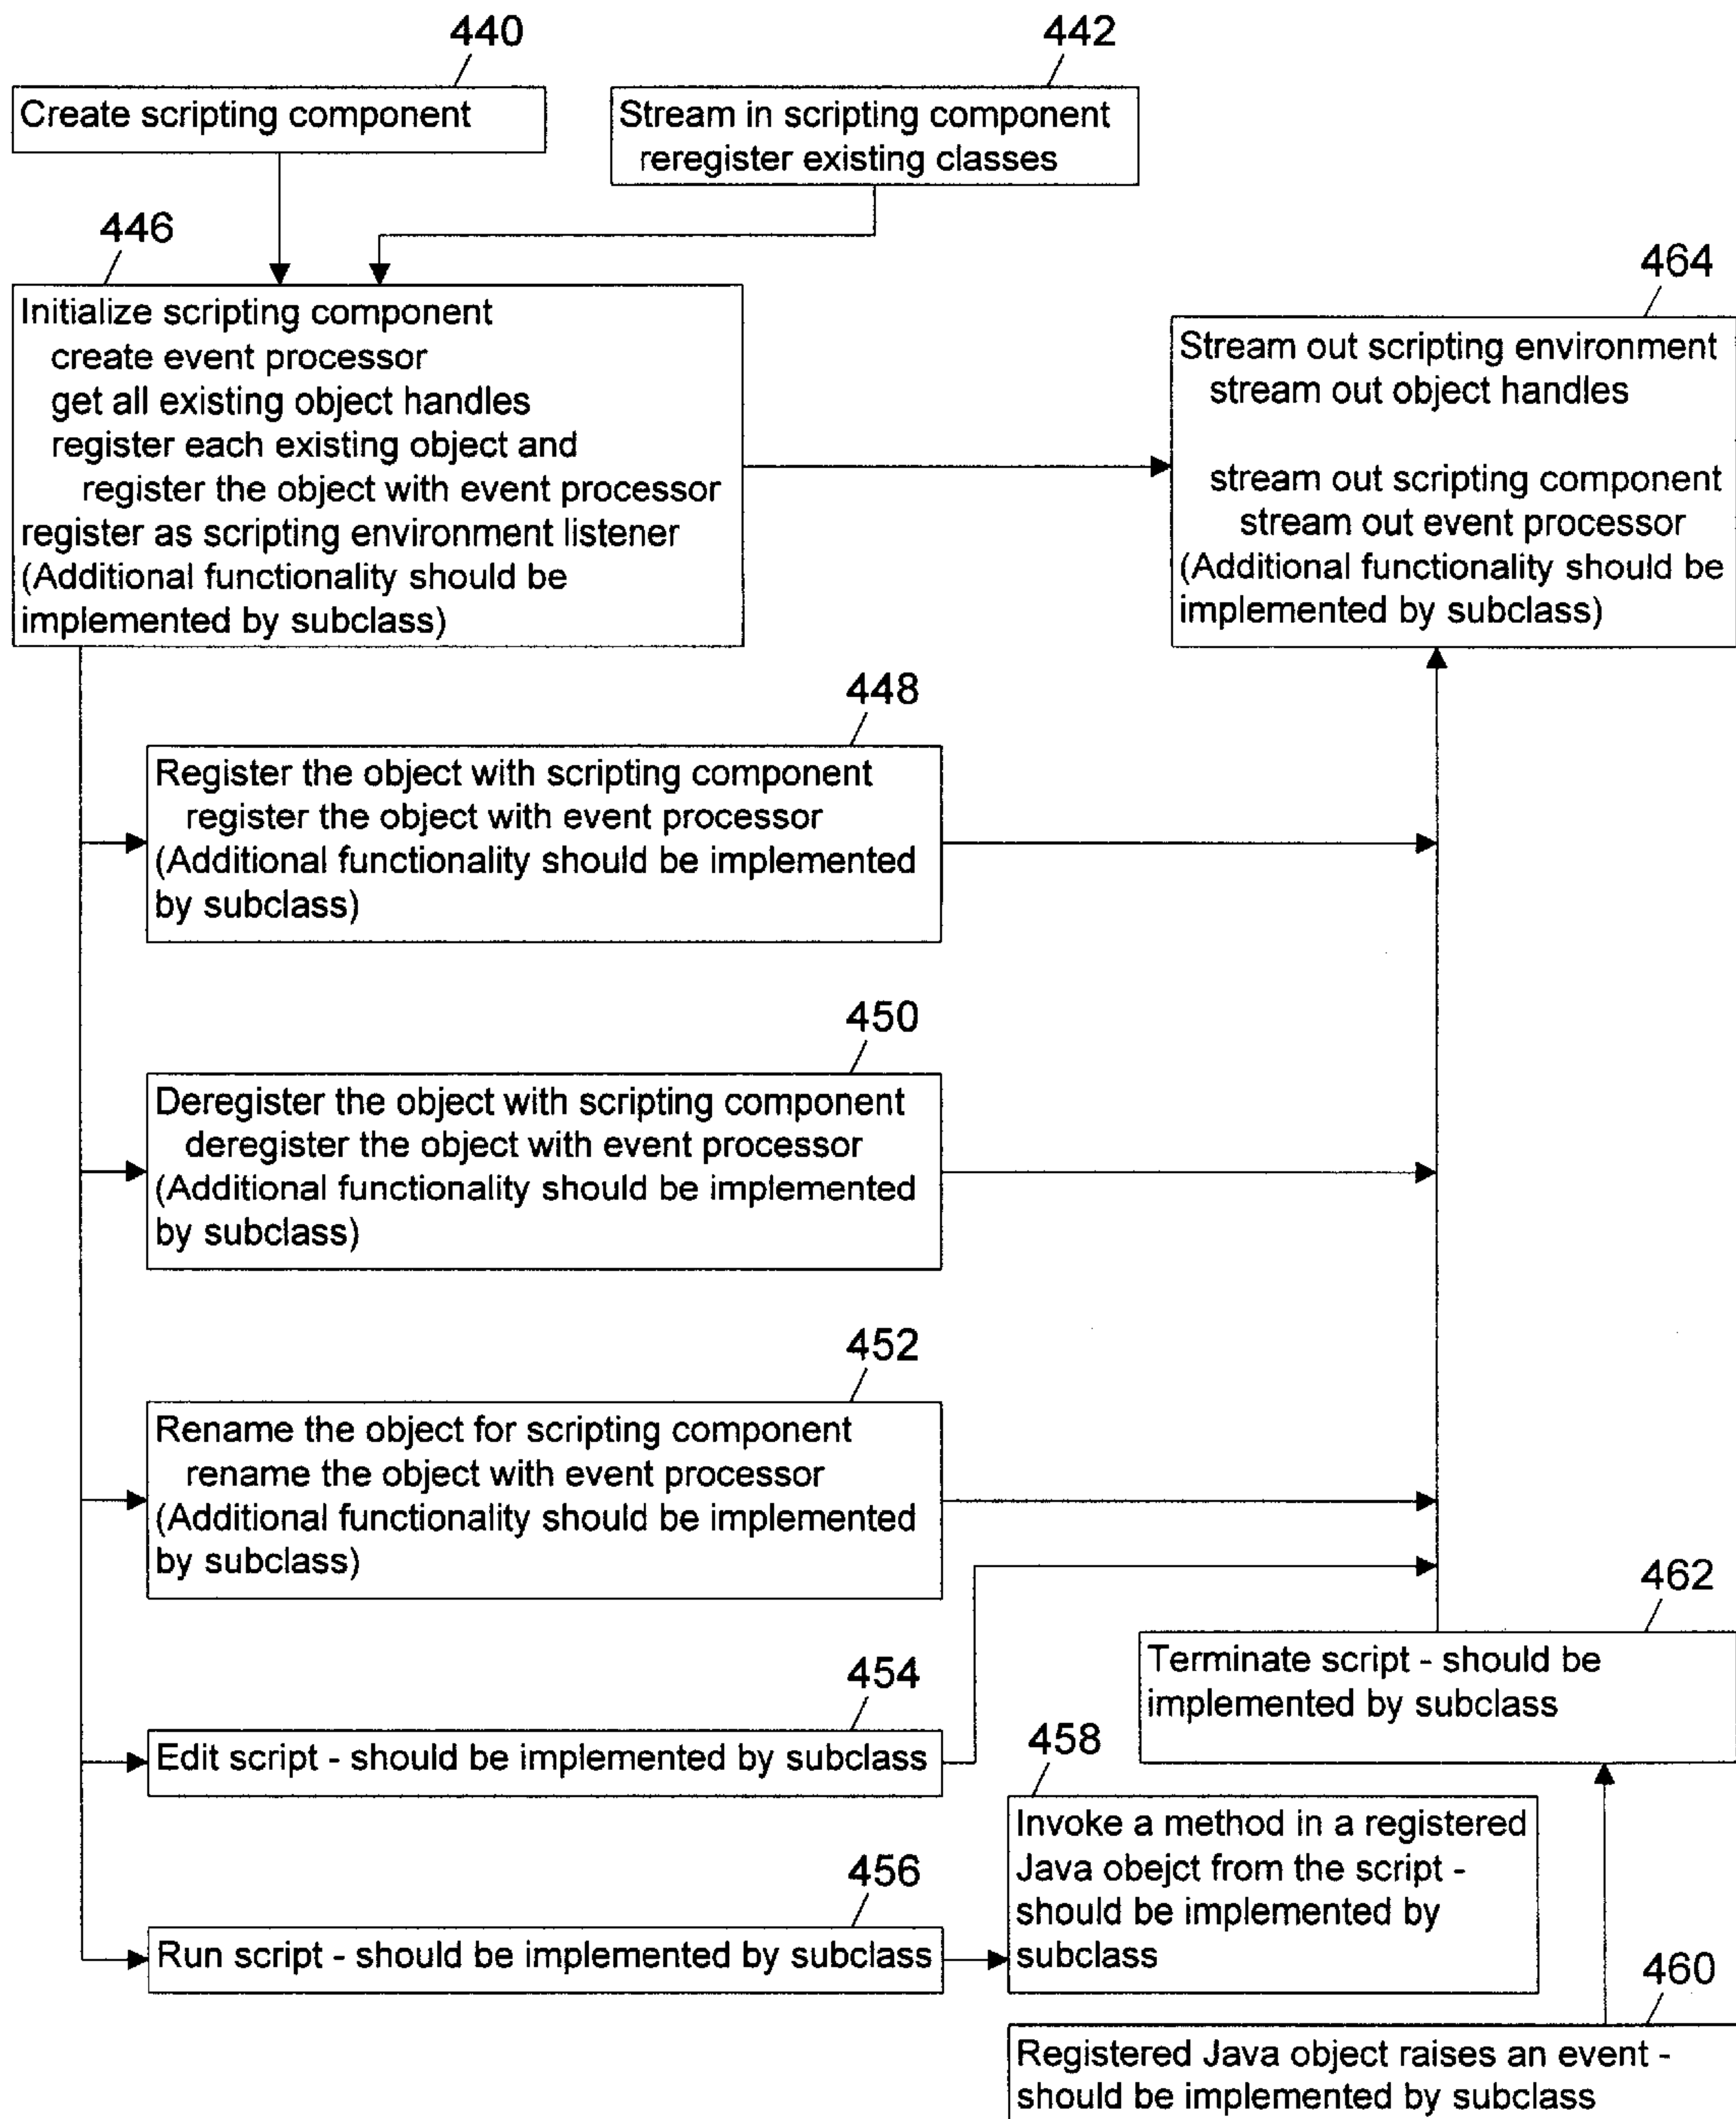 440
Create scripting component
442
Stream in scripting component
reregister existing classes
446
Initialize scripting component
create event processor
get all existing object handles
register each existing object and
register the object with event processor
register as scripting environment listener
(Additional functionality should be
implemented by subclass)
464
Stream out scripting environment
stream out object handles
stream out scripting component
stream out event processor
(Additional functionality should be
implemented by subclass)
448
Register the object with scripting component
register the object with event processor
(Additional functionality should be implemented
by subclass)
450
Deregister the object with scripting component
deregister the object with event processor
(Additional functionality should be implemented
by subclass)
452
Rename the object for scripting component
rename the object with event processor
(Additional functionality should be implemented
by subclass)
454
Edit script - should be implemented by subclass
462
Terminate script - should be
implemented by subclass
456
Run script - should be implemented by subclass
458
Invoke a method in a registered
Java obejct from the script -
should be implemented by
subclass
460
Registered Java object raises an event -
should be implemented by subclass